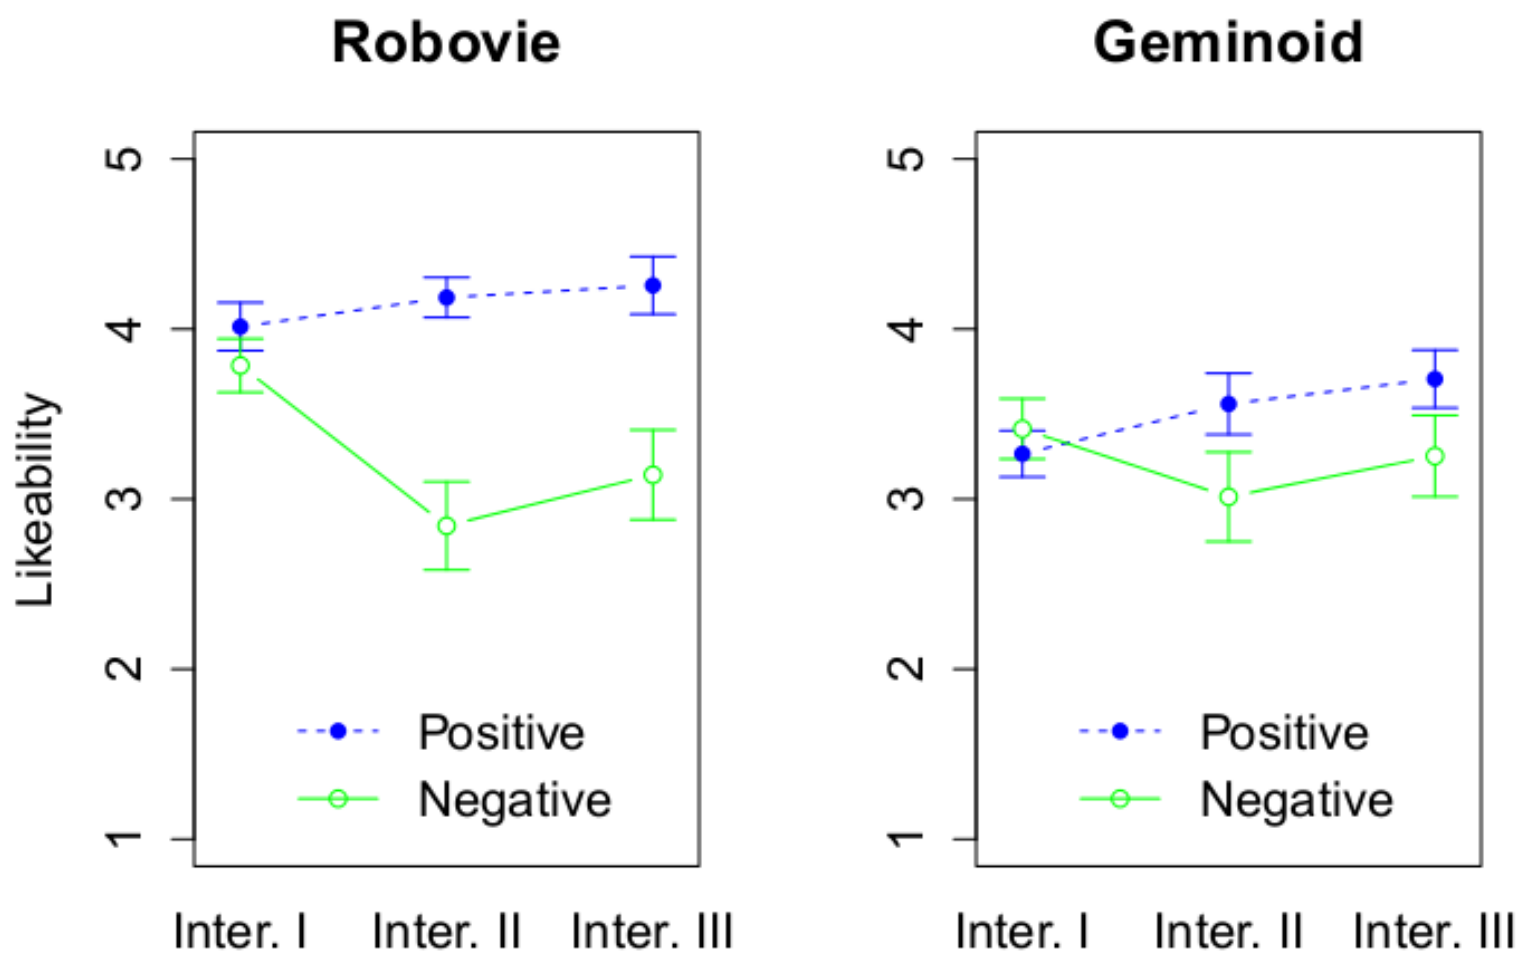 Robovie
Likeability
5
4
3
2
1
Positive
Negative
Inter. I Inter. II Inter. III
Geminoid
5
4
3
2
1
Positive
Negative
Inter. I Inter. II Inter. III